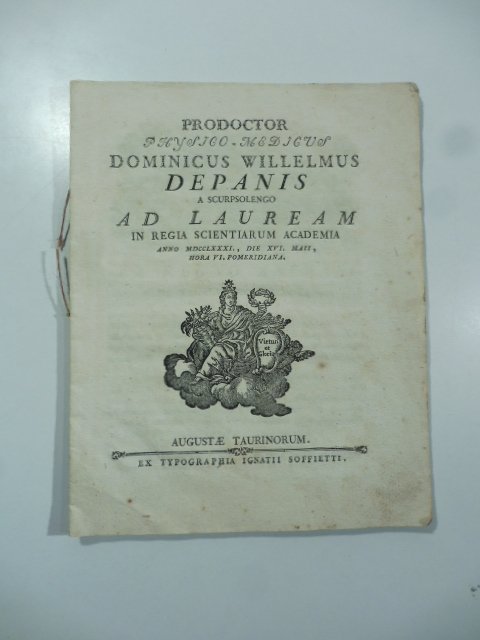 PRODOCTOR
PHYSICO-MEDICUS
DOMINICUS WILLELMUS
DEPANIS
A SCURPSOLENGO
AD LAUREAM
IN REGIA SCIENTIARUM ACADEMIA
ANNO MDCCLXXXI., DIE XVI. MAII,
HORA VI. POMERIDIANA.
Virtus
et
Gloria
AUGUSTÆ TAURINORUM.
EX TYPOGRAPHIA IGNATII SOFFIETTI.